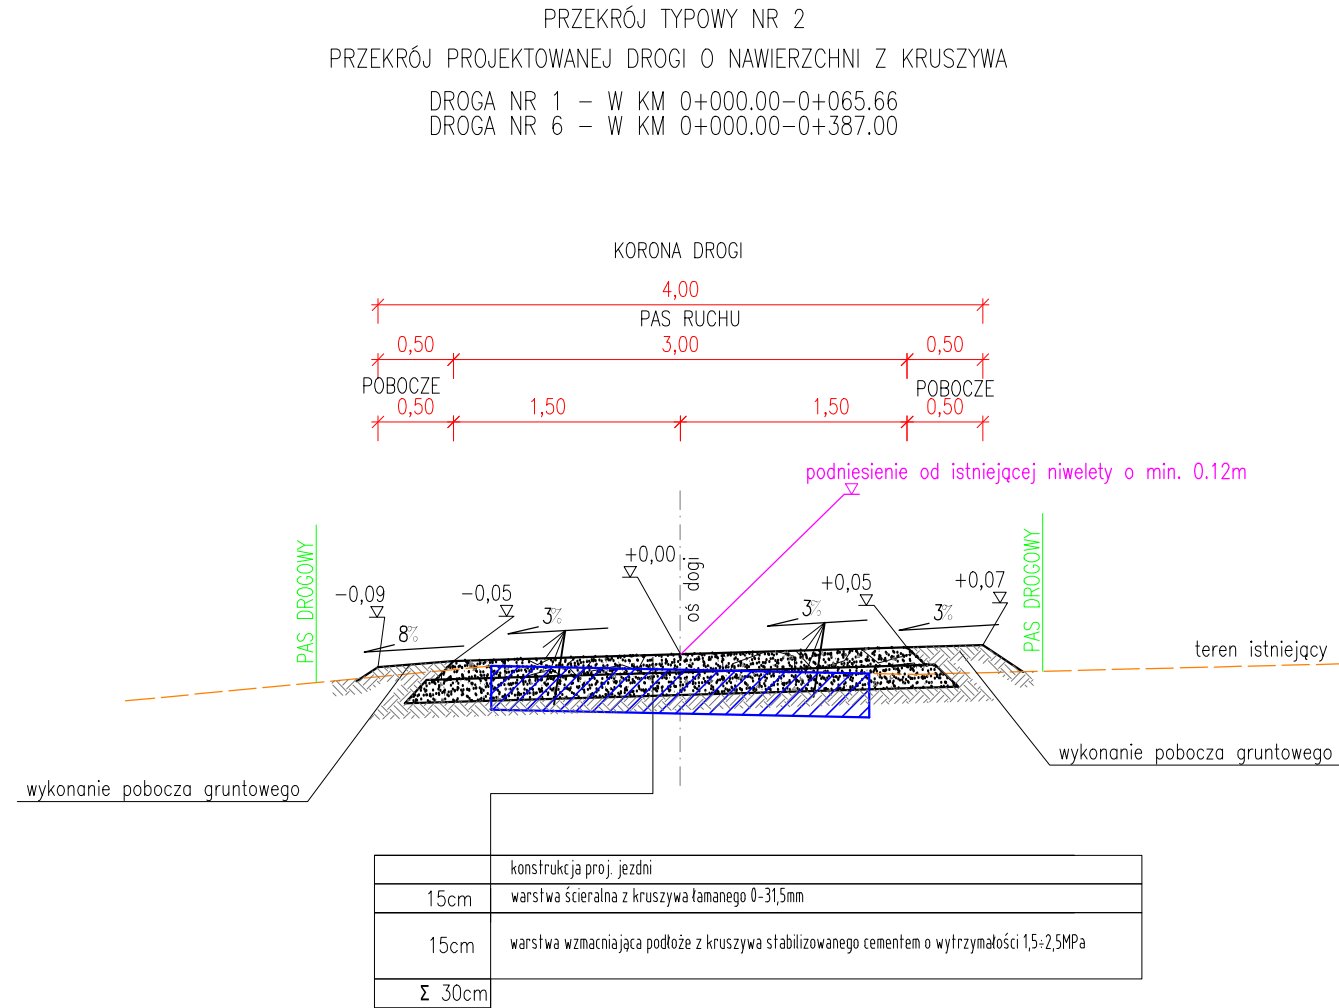 PRZEKRÓJ TYPOWY NR 2
PRZEKRÓJ PROJEKTOWANEJ DROGI O NAWIERZCHNI Z KRUSZYWA
DROGA NR 1 – W KM 0+000.00–0+065.66
DROGA NR 6 – W KM 0+000.00–0+387.00
KORONA DROGI
4,00
PAS RUCHU
0,50 3,00 0,50
POBOCZE POBOCZE
0,50 1,50 1,50 0,50
podniesienie od istniejącej niwelety o min. 0.12m
PAS DROGOWY
-0,09
-0,05
+0,00
oś dogi
+0,05
+0,07
PAS DROGOWY
8%
3%
3%
3%
teren istniejący
wykonanie pobocza gruntowego
wykonanie pobocza gruntowego
konstrukcja proj. jezdni
15cm warstwa ścieralna z kruszywa łamanego 0-31,5mm
15cm warstwa wzmacniająca podłoże z kruszywa stabilizowanego cementem o wytrzymałości 1,5÷2,5MPa
Σ 30cm